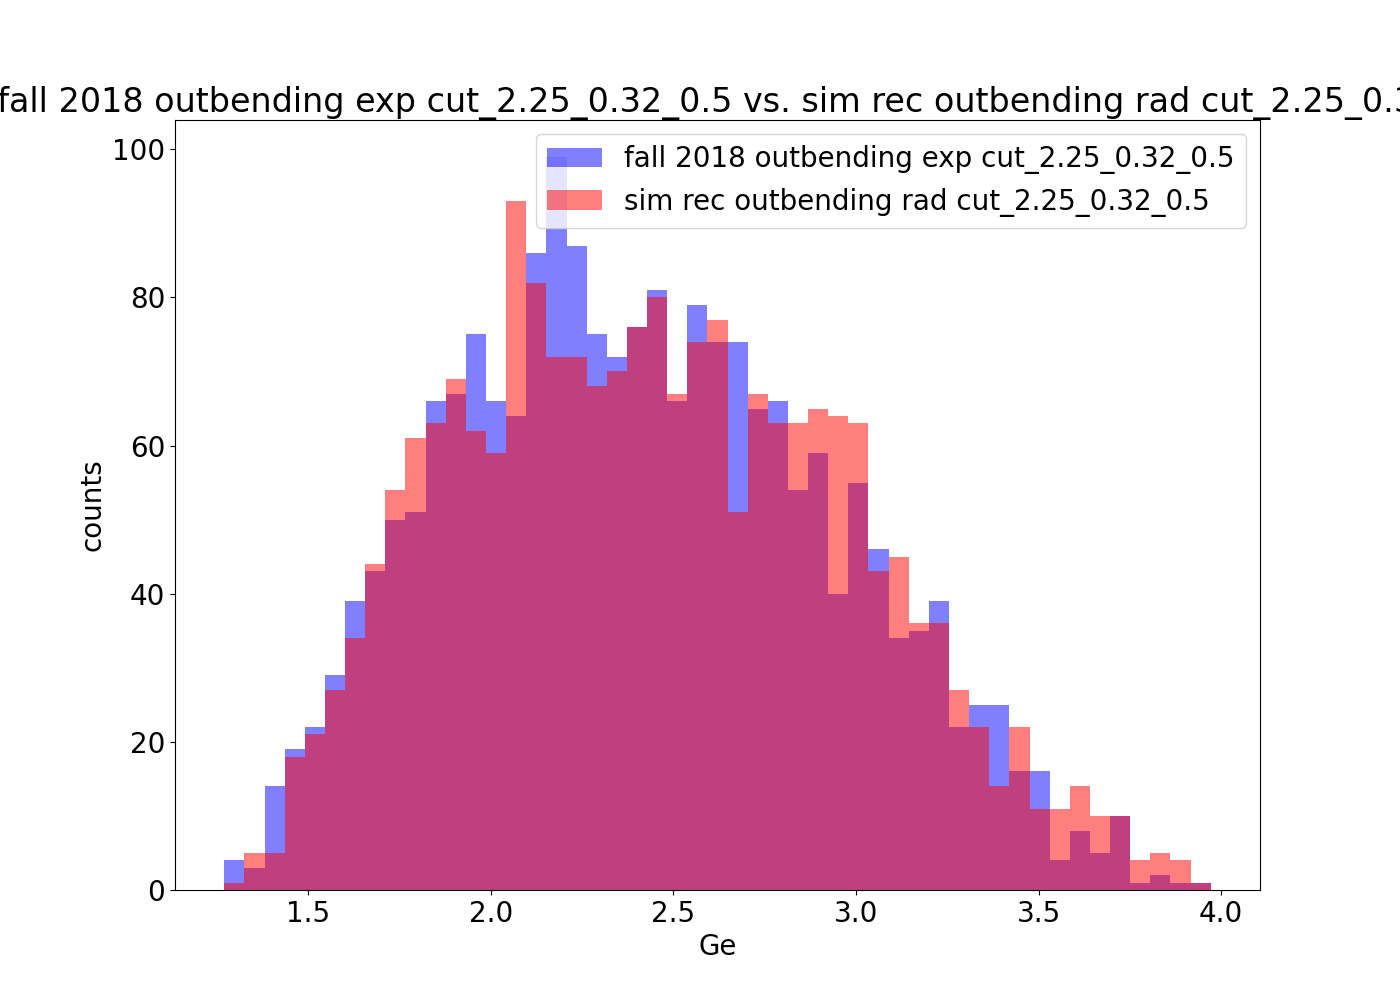 fall 2018 outbending exp cut_2.25_0.32_0.5 vs. sim rec outbending rad cut_2.25_0.3
100
80
60
40
20
0
counts
fall 2018 outbending exp cut_2.25_0.32_0.5
sim rec outbending rad cut_2.25_0.32_0.5
1.5 2.0 2.5 3.0 3.5 4.0
Ge